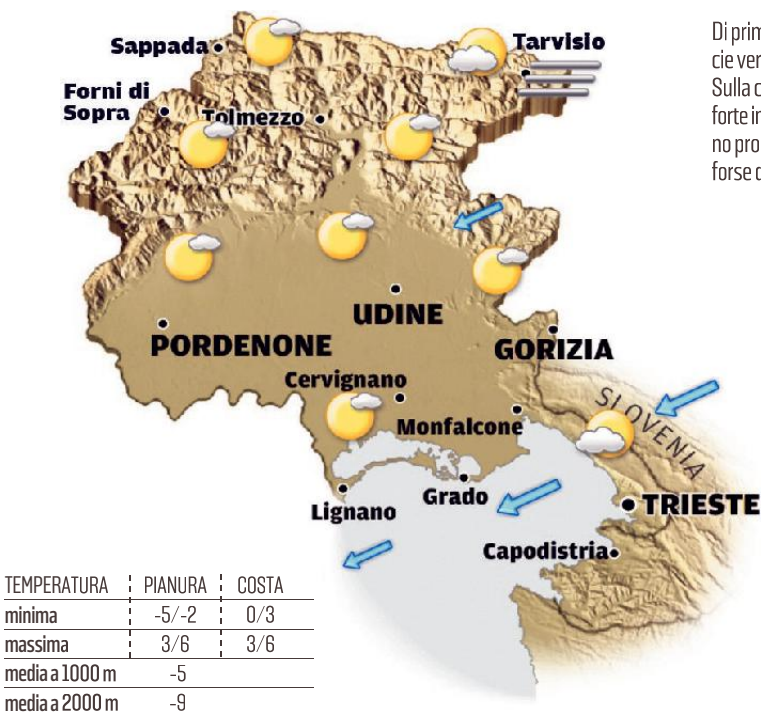 Sappada
Tarvisio
Forni di
Sopra
Tolmezzo
UDINE
PORDENONE
GORIZIA
Cervignano
Monfalcone
SLOVENIA
Lignano
Grado
TRIESTE
Capodistria
Di prim
cie ver
Sulla c
forte in
no pro
forse d
TEMPERATURA PIANURA COSTA
minima -5/-2 0/3
massima 3/6 3/6
media a 1000 m -5
media a 2000 m -9